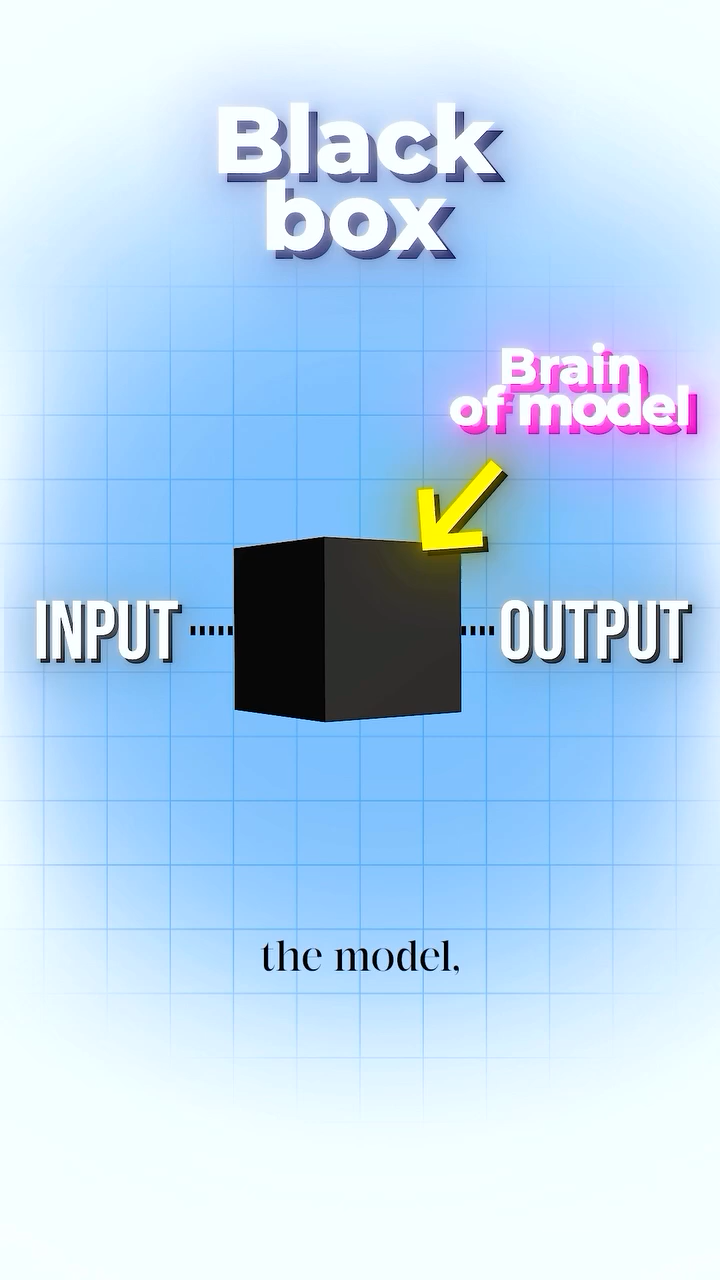 Black
box
Brain
of model
INPUT
OUTPUT
the model,